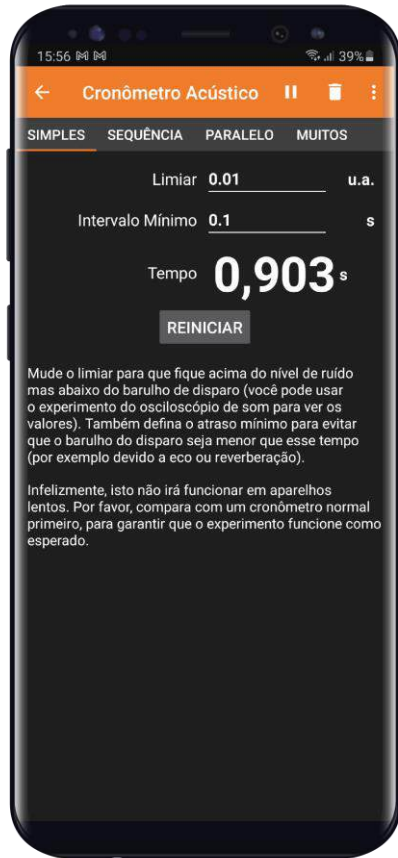 15:56 39%
Cronômetro Acústico
SIMPLES SEQUÊNCIA PARALELO MUITOS
Limiar 0.01 u.a.
Intervalo Mínimo 0.1 s
Tempo 0,903 s
REINICIAR
Mude o limiar para que fique acima do nível de ruído
mas abaixo do barulho de disparo (você pode usar
o experimento do osciloscópio de som para ver os
valores). Também defina o atraso mínimo para evitar
que o barulho do disparo seja menor que esse tempo
(por exemplo devido a eco ou reverberação).
Infelizmente, isto não irá funcionar em aparelhos
lentos. Por favor, compara com um cronômetro normal
primeiro, para garantir que o experimento funcione como
esperado.